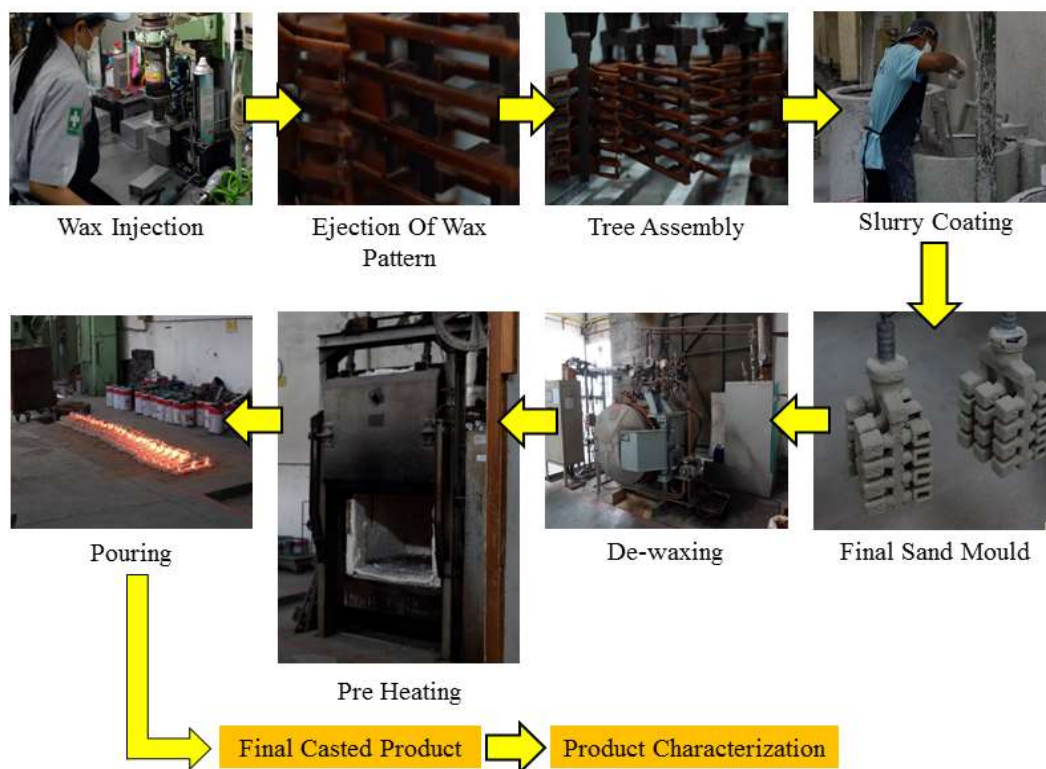 Wax Injection
Ejection Of Wax
Pattern
Tree Assembly
Slurry Coating
Final Sand Mould
De-waxing
Pre Heating
Pouring
Final Casted Product
Product Characterization